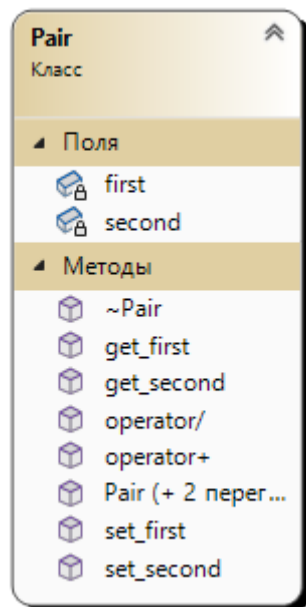 Pair
Класс
Поля
first
second
Методы
~Pair
get_first
get_second
operator/
operator+
Pair (+ 2 перег...
set_first
set_second